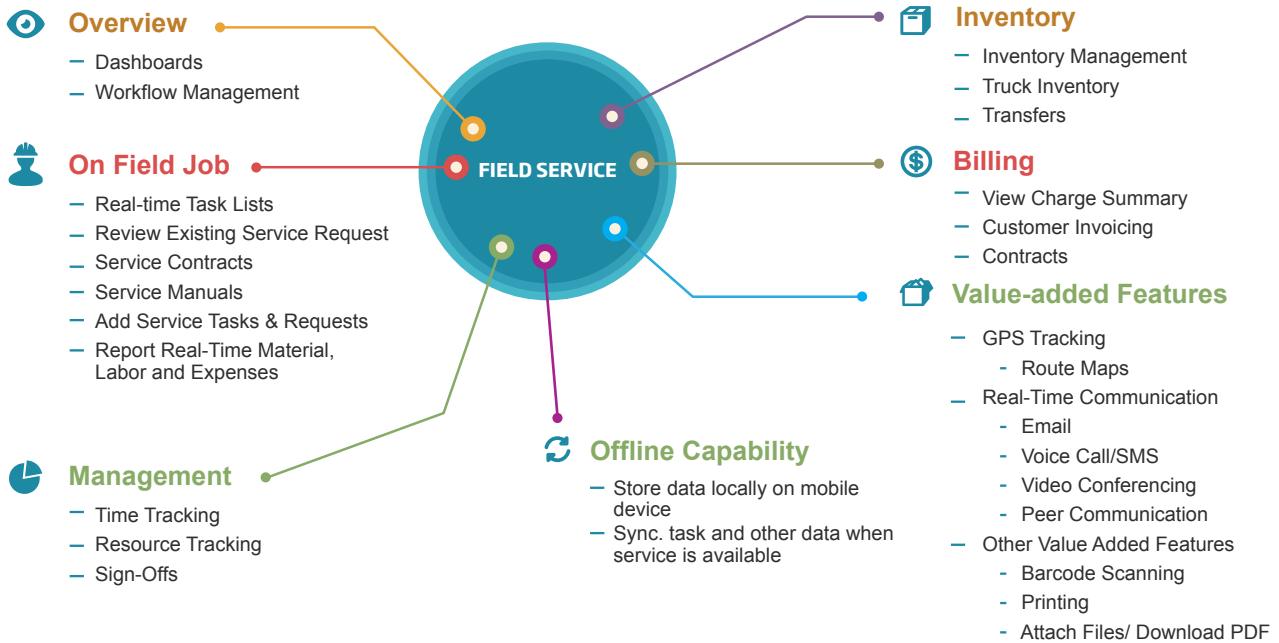 Overview
– Dashboards
– Workflow Management
On Field Job
– Real-time Task Lists
– Review Existing Service Request
– Service Contracts
– Service Manuals
– Add Service Tasks & Requests
– Report Real-Time Material,
Labor and Expenses
Management
– Time Tracking
– Resource Tracking
– Sign-Offs
FIELD SERVICE
Offline Capability
– Store data locally on mobile
device
– Sync. task and other data when
service is available
Inventory
– Inventory Management
– Truck Inventory
– Transfers
Billing
– View Charge Summary
– Customer Invoicing
– Contracts
Value-added Features
– GPS Tracking
- Route Maps
– Real-Time Communication
- Email
- Voice Call/SMS
- Video Conferencing
- Peer Communication
– Other Value Added Features
- Barcode Scanning
- Printing
- Attach Files/ Download PDF